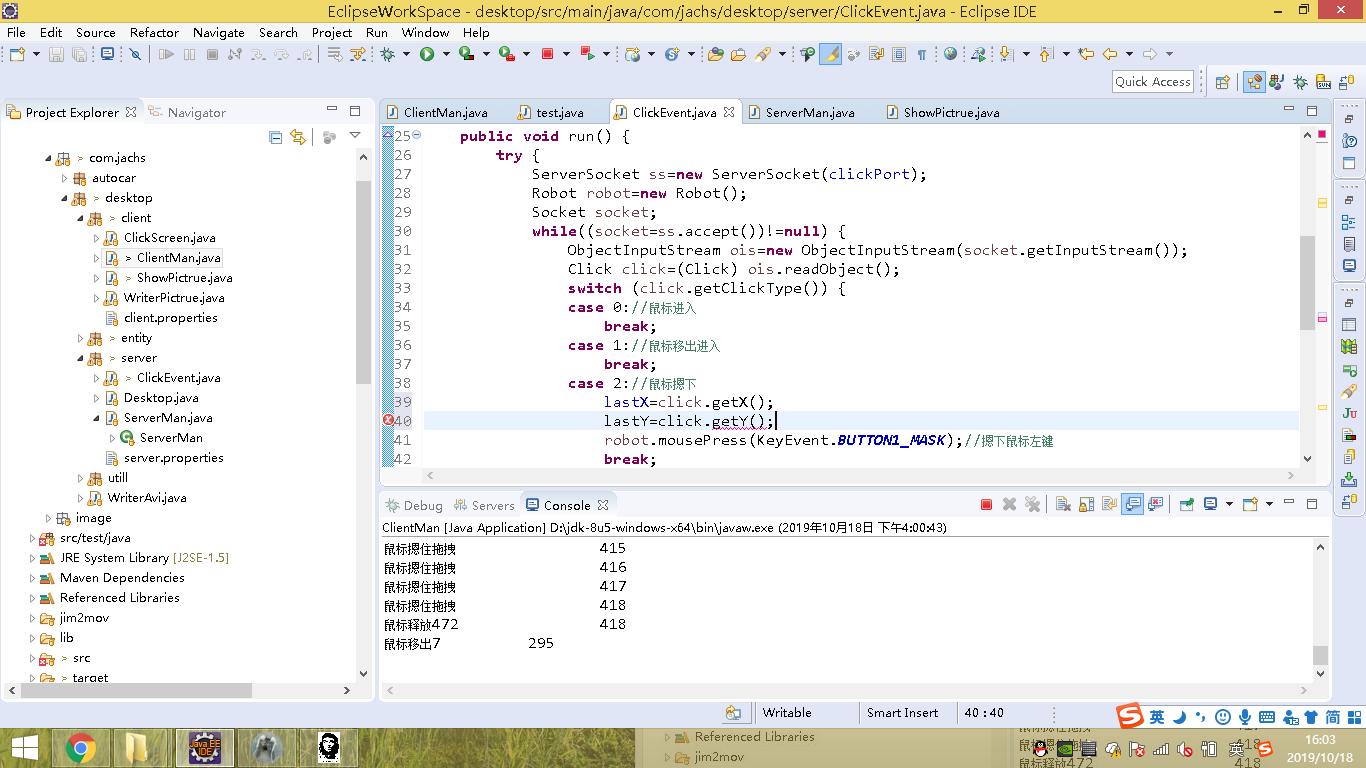 EclipseWorkSpace - desktop/src/main/java/com/jachs/desktop/server/ClickEvent.java - Eclipse IDE
File Edit Source Refactor Navigate Search Project Run Window Help
Quick Access
Project Explorer Navigator
com.jachs
autocar
> desktop
> client
ClickScreen.java
> ClientMan.java
> ShowPictrue.java
WriterPictrue.java
client.properties
> entity
> server
> ClickEvent.java
Desktop.java
ServerMan.java
ServerMan
server.properties
utill
WriterAvi.java
image
src/test/java
JRE System Library [J2SE-1.5]
Maven Dependencies
Referenced Libraries
jim2mov
lib
> src
> target
ClientMan.java test.java ClickEvent.java ServerMan.java ShowPictrue.java
25 public void run() {
26 try {
27 ServerSocket ss=new ServerSocket(clickPort);
28 Robot robot=new Robot();
29 Socket socket;
30 while((socket=ss.accept())!=null) {
31 ObjectInputStream ois=new ObjectInputStream(socket.getInputStream());
32 Click click=(Click) ois.readObject();
33 switch (click.getClickType()) {
34 case 0://鼠标进入
35 break;
36 case 1://鼠标移出进入
37 break;
38 case 2://鼠标摁下
39 lastX=click.getX();
40 lastY=click.getY();
41 robot.mousePress(KeyEvent.BUTTON1_MASK);//摁下鼠标左键
42 break;
Debug Servers Console
ClientMan [Java Application] D:\jdk-8u5-windows-x64\bin\javaw.exe (2019年10月18日 下午4:00:43)
鼠标摁住拖拽 415
鼠标摁住拖拽 416
鼠标摁住拖拽 417
鼠标摁住拖拽 418
鼠标释放472 418
鼠标移出7 295
Writable Smart Insert 40 : 40
英 简
Referenced Libraries
jim2mov
鼠标释放472 418
英
16:03
2019/10/18